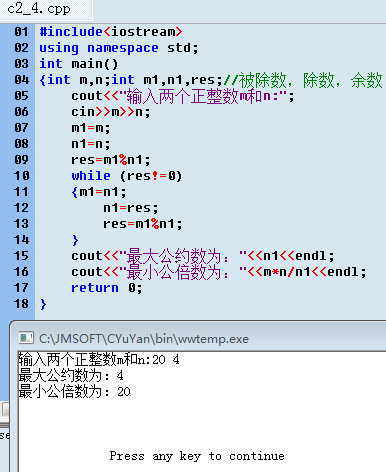 c2_4.cpp
01 #include<iostream>
02 using namespace std;
03 int main()
04 {int m,n;int m1,n1,res;//被除数，除数，余数
05 cout<<"输入两个正整数m和n:";
06 cin>>m>>n;
07 m1=m;
08 n1=n;
09 res=m1%n1;
10 while (res!=0)
11 {m1=n1;
12 n1=res;
13 res=m1%n1;
14 }
15 cout<<"最大公约数为："<<n1<<endl;
16 cout<<"最小公倍数为："<<m*n/n1<<endl;
17 return 0;
18 }
C:\JMSOFT\CYuYan\bin\wwtemp.exe
输入两个正整数m和n:20 4
最大公约数为：4
最小公倍数为：20
se
Press any key to continue